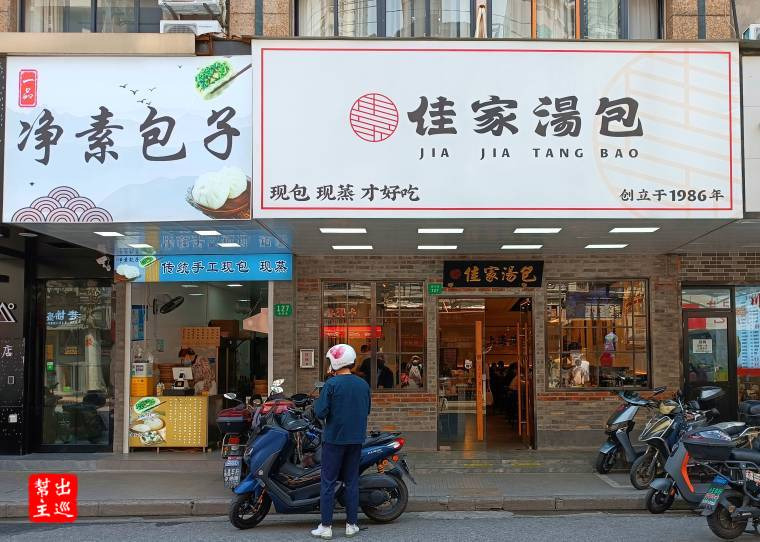 一品
净素包子
佳家湯包
JIA JIA TANG BAO
现包 现蒸 才好吃
创立于1986年
传统手工现包 现蒸
佳家湯包
127
店
幫出
主巡